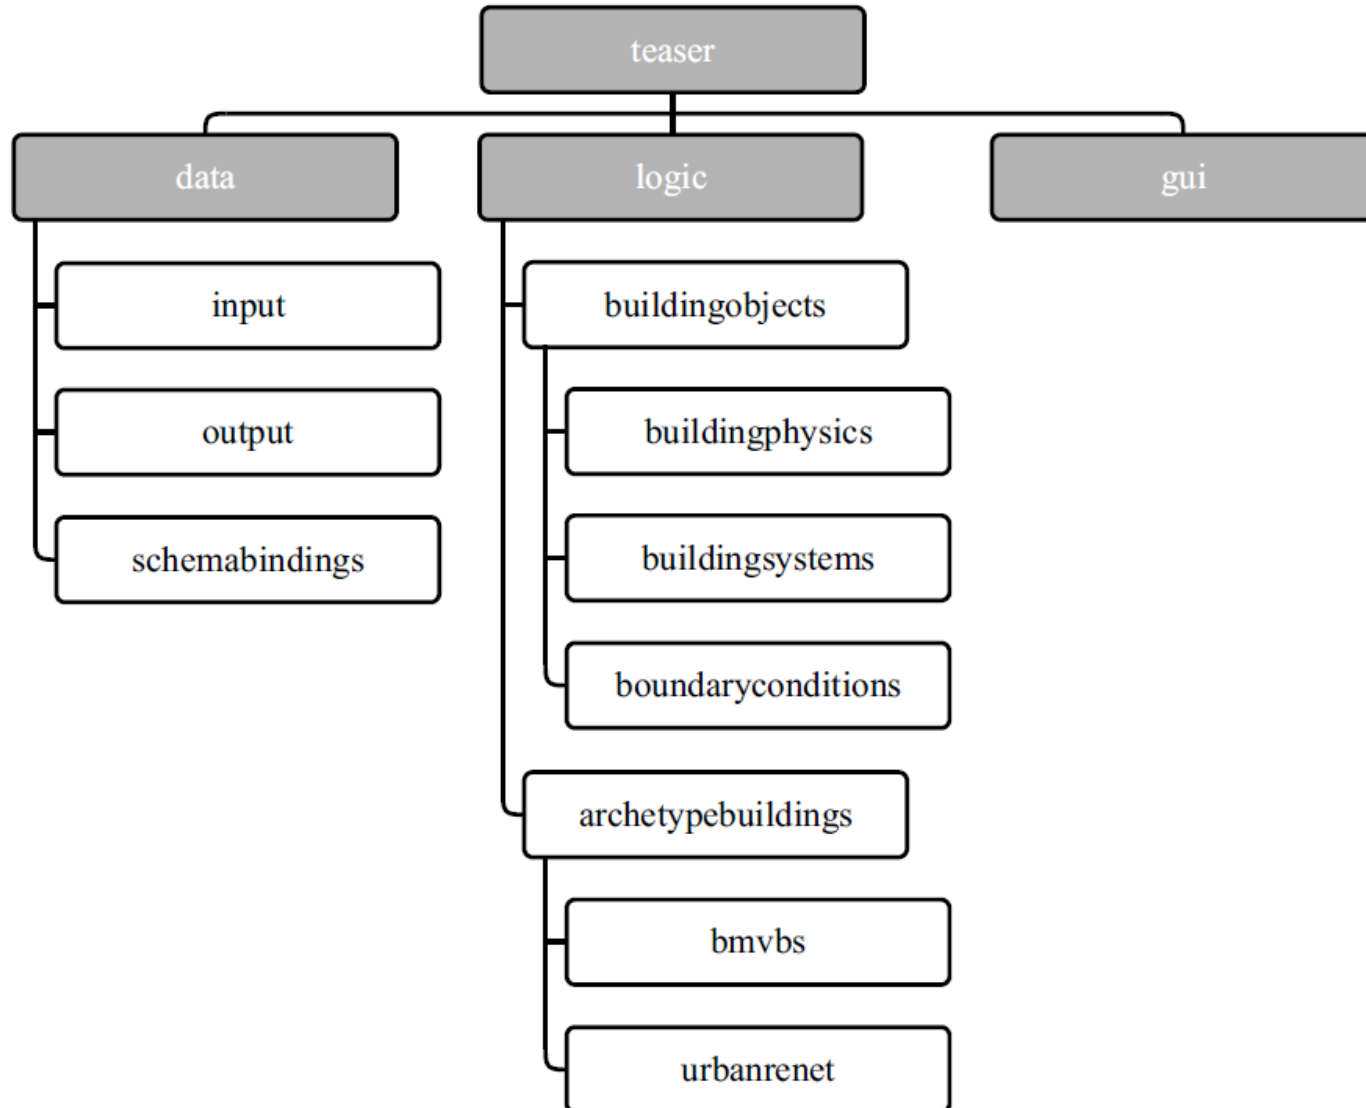 teaser
data
logic
gui
input
output
schemabindings
buildingobjects
buildingphysics
buildingsystems
boundaryconditions
archetypebuildings
bmvbs
urbanrenet